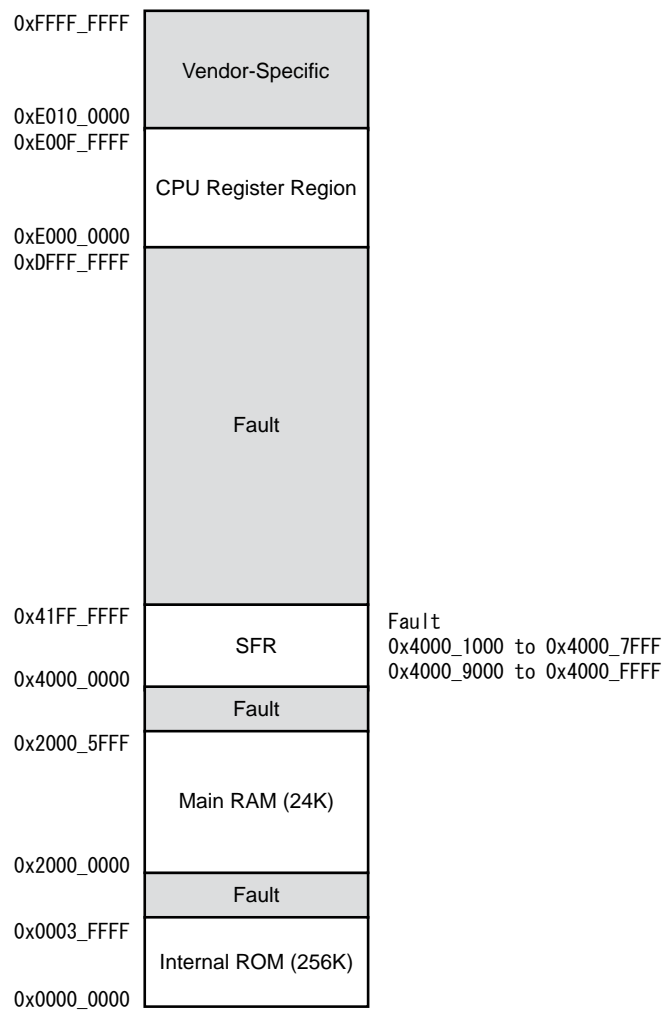 0xFFFF_FFFF
Vendor-Specific
0xE010_0000
0xE00F_FFFF
CPU Register Region
0xE000_0000
0xDFFF_FFFF
Fault
0x41FF_FFFF
SFR
0x4000_0000
Fault
0x4000_1000 to 0x4000_7FFF
0x4000_9000 to 0x4000_FFFF
Fault
0x2000_5FFF
Main RAM (24K)
0x2000_0000
Fault
0x0003_FFFF
Internal ROM (256K)
0x0000_0000